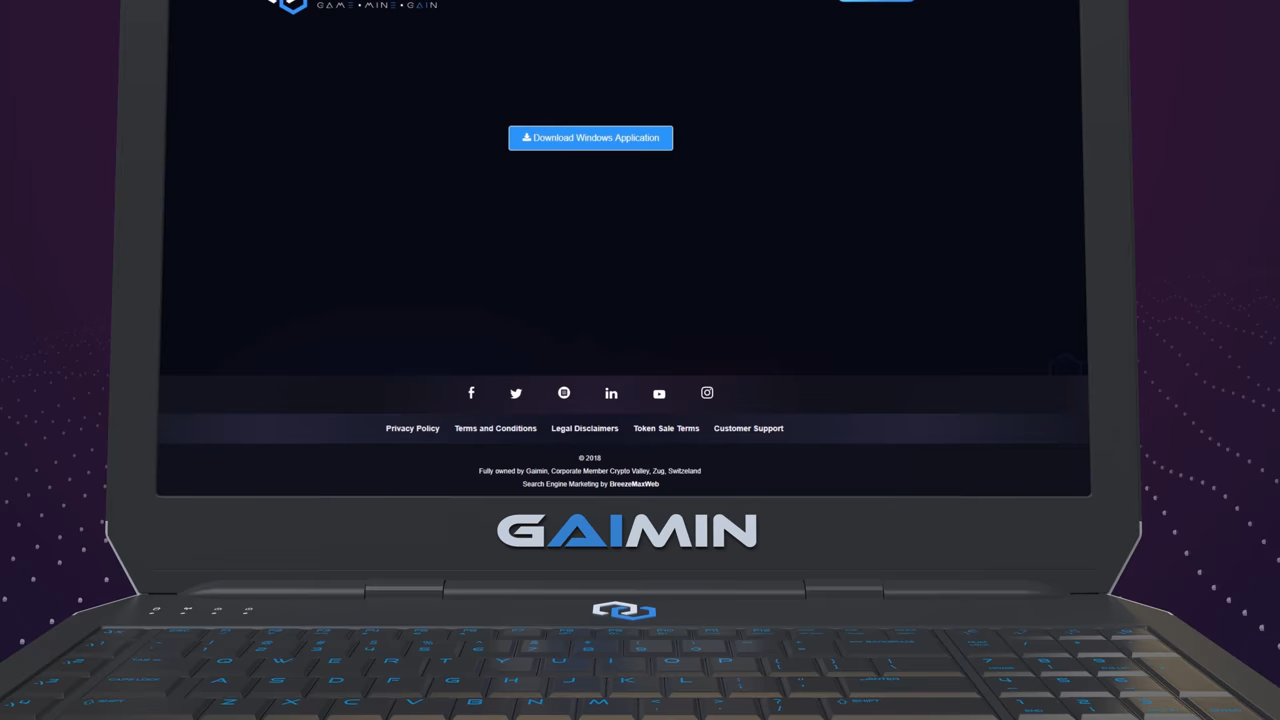 GAME • MINE • GAIN
Download Windows Application
Privacy Policy Terms and Conditions Legal Disclaimers Token Sale Terms Customer Support
© 2018
Fully owned by Gaimin, Corporate Member Crypto Valley, Zug, Switzeland
Search Engine Marketing by BreezeMaxWeb
GAIMIN
Q W E R T Y U I O P
A S D F G H J K L
Z X C V B N M